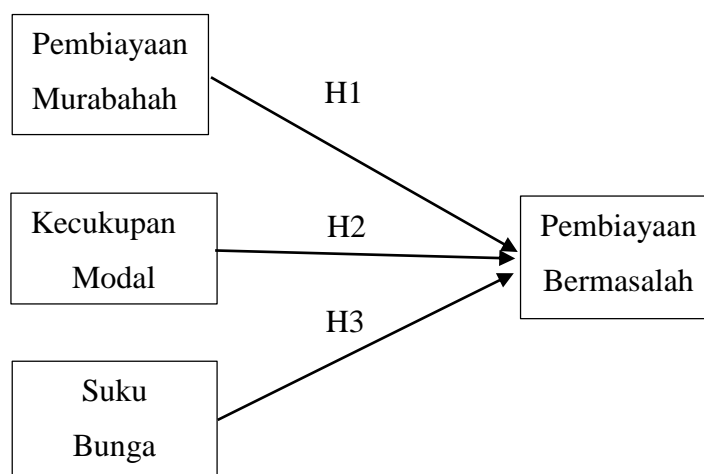 Pembiayaan
Murabahah
H1
Kecukupan
Modal
H2
Pembiayaan
Bermasalah
H3
Suku
Bunga